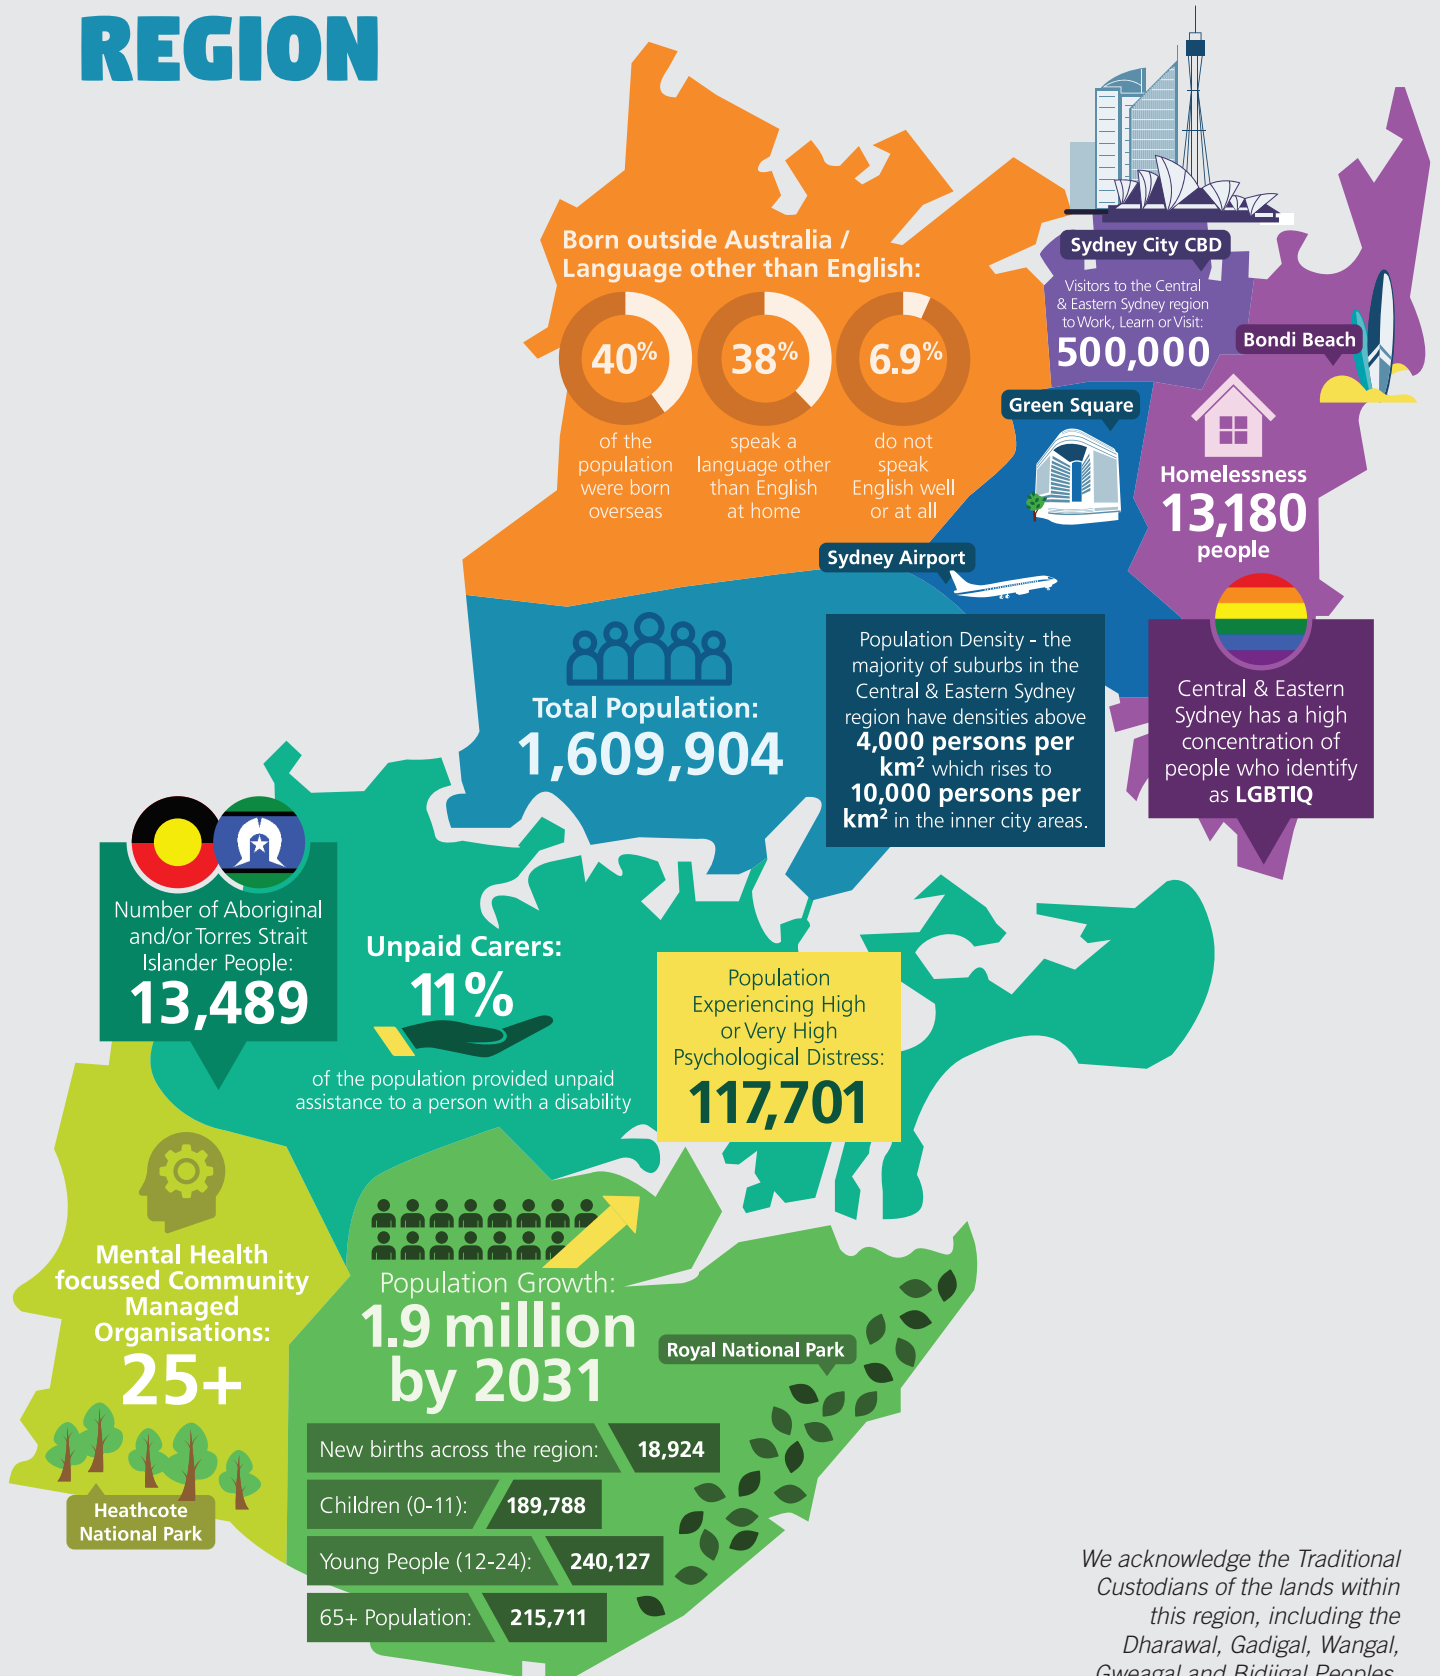 REGION
Born outside Australia /
Language other than English:
40%
of the
population
were born
overseas
38%
speak a
language other
than English
at home
6.9%
do not
speak
English well
or at all
Sydney City CBD
Visitors to the Central
& Eastern Sydney region
to Work, Learn or Visit:
500,000
Bondi Beach
Green Square
Homelessness
13,180
people
Sydney Airport
Total Population:
1,609,904
Population Density - the
majority of suburbs in the
Central & Eastern Sydney
region have densities above
4,000 persons per
km² which rises to
10,000 persons per
km² in the inner city areas.
Central & Eastern
Sydney has a high
concentration of
people who identify
as LGBTIQ
Number of Aboriginal
and/or Torres Strait
Islander People:
13,489
Unpaid Carers:
11%
of the population provided unpaid
assistance to a person with a disability
Population
Experiencing High
or Very High
Psychological Distress:
117,701
Mental Health
focussed Community
Managed
Organisations:
25+
Heathcote
National Park
Population Growth:
1.9 million
by 2031
Royal National Park
New births across the region: 18,924
Children (0-11): 189,788
Young People (12-24): 240,127
65+ Population: 215,711
We acknowledge the Traditional
Custodians of the lands within
this region, including the
Dharawal, Gadigal, Wangal,
Gweagal and Bidjigal Peoples.